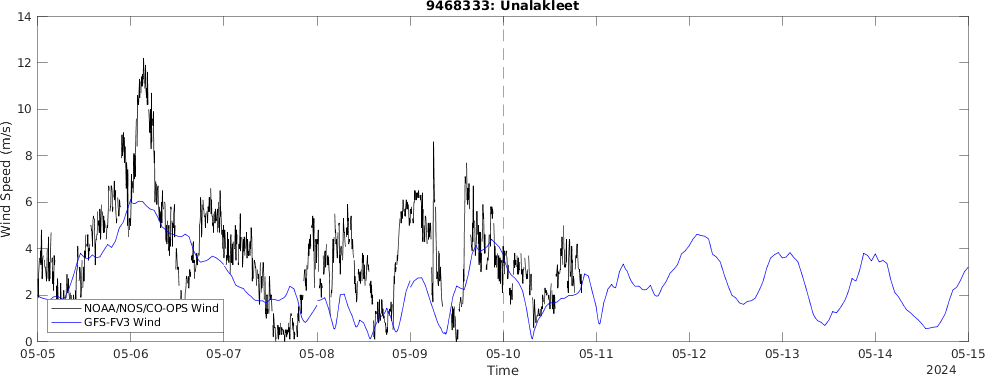 9468333: Unalakleet
14
12
10
8
6
4
2
0
Wind Speed (m/s)
NOAA/NOS/CO-OPS Wind
GFS-FV3 Wind
05-05 05-06 05-07 05-08 05-09 05-10 05-11 05-12 05-13 05-14 05-15
Time
2024